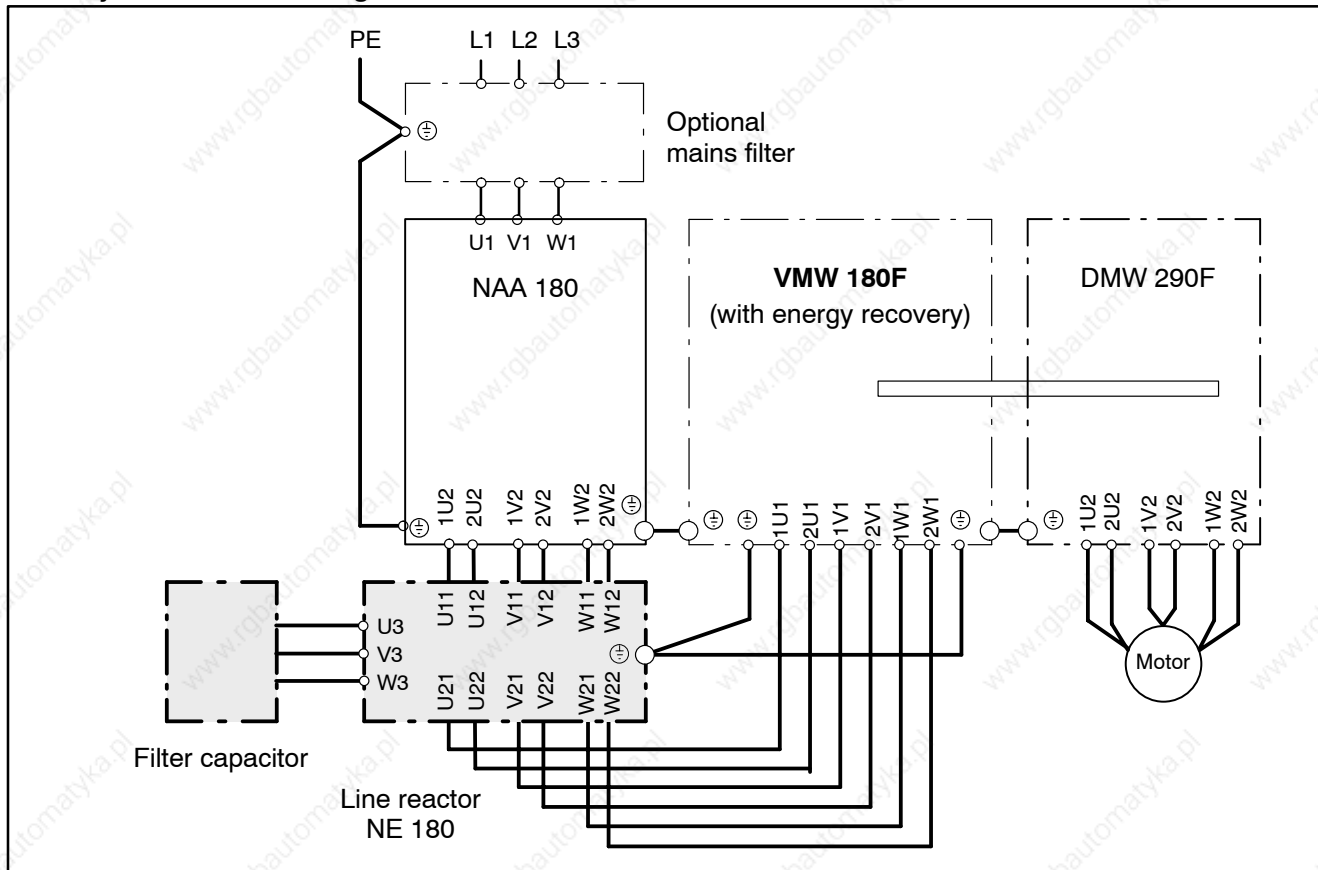 PE
L1 L2 L3
Optional
mains filter
U1 V1 W1
NAA 180
VMW 180F
(with energy recovery)
DMW 290F
1U2 2U2 1V2 2V2 1W2 2W2
1U1 2U1 1V1 2V1 1W1 2W1
1U2 2U2 1V2 2V2 1W2 2W2
U11 U12 V11 V12 W11 W12
U3
V3
W3
U21 U22 V21 V22 W21 W22
Motor
Filter capacitor
Line reactor
NE 180
www.rgbautomatyka.pl